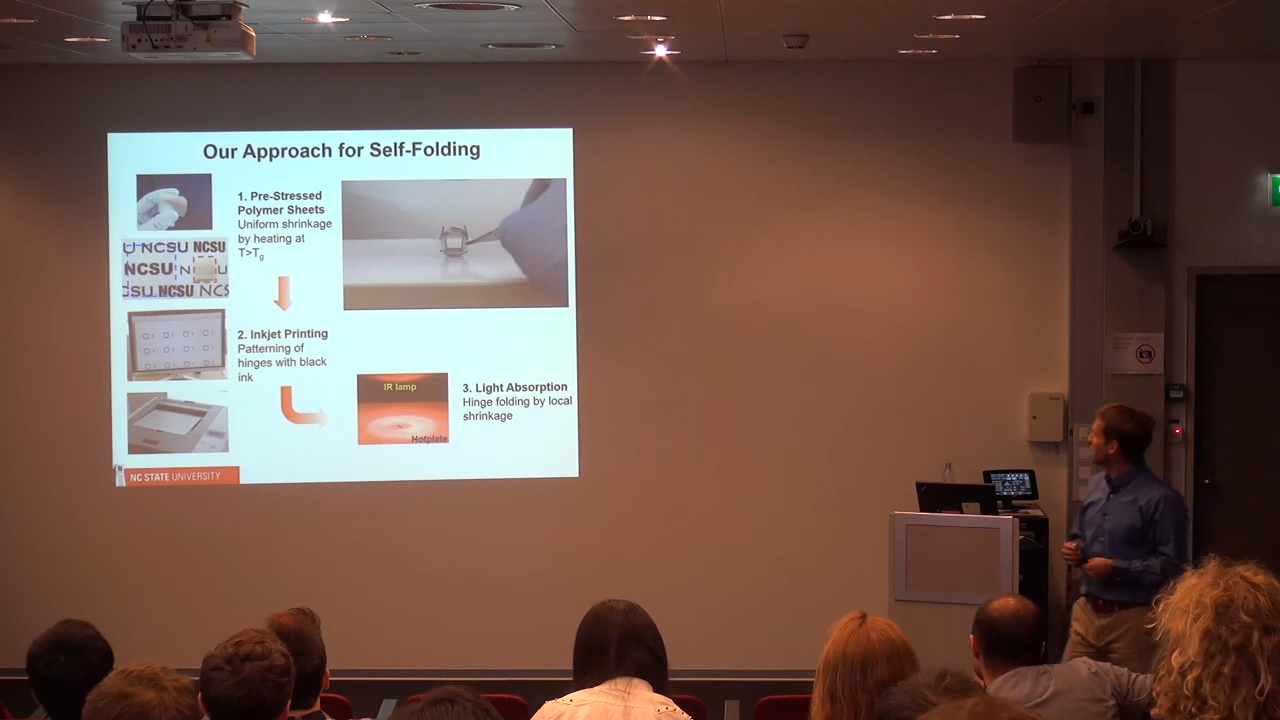 Our Approach for Self-Folding
1. Pre-Stressed
Polymer Sheets
Uniform shrinkage
by heating at
T>Tg
U NCSU NCSU
NCSU N U
CSU NCSU NCS
2. Inkjet Printing
Patterning of
hinges with black
ink
IR lamp
Hotplate
3. Light Absorption
Hinge folding by local
shrinkage
NC STATE UNIVERSITY